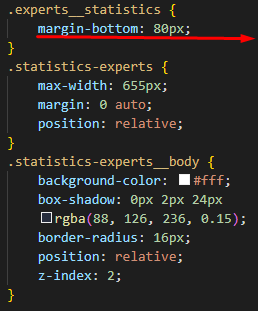 .experts__statistics {
margin-bottom: 80px;
}
.statistics-experts {
max-width: 655px;
margin: 0 auto;
position: relative;
}
.statistics-experts__body {
background-color: #fff;
box-shadow: 0px 2px 24px
rgba(88, 126, 236, 0.15);
border-radius: 16px;
position: relative;
z-index: 2;
}